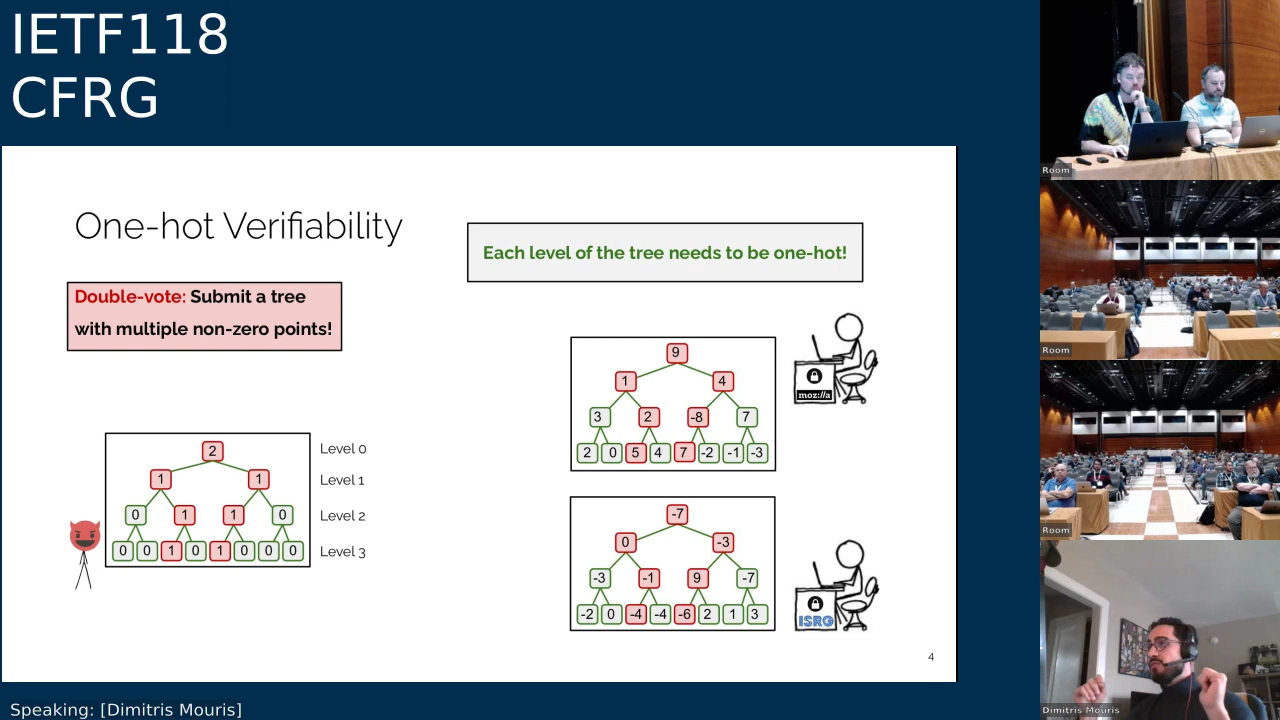 IETF118
CFRG
One-hot Verifiability
Each level of the tree needs to be one-hot!
Double-vote: Submit a tree
with multiple non-zero points!
2
Level 0
1 1
Level 1
0 1 1 0
Level 2
0 0 1 0 1 0 0 0
Level 3
9
1 4
3 2 -8 7
2 0 5 4 7 -2 -1 -3
moz://a
-7
0 -3
-3 -1 9 -7
-2 0 -4 -4 -6 2 1 3
ISRG
4
Speaking: [Dimitris Mouris]
Room
Room
Room
Dimitris Mouris